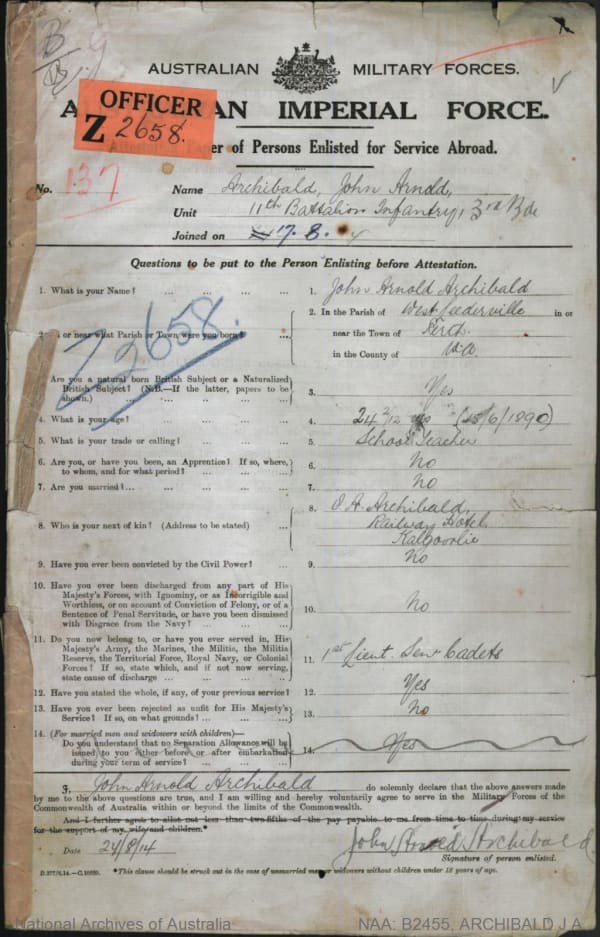 AUSTRALIAN MILITARY FORCES.
A AN IMPERIAL FORCE.
OFFICER
Z 2658.
er of Persons Enlisted for Service Abroad.
No. 137
Name Archibald, John Arnold,
Unit 11th Battalion Infantry, 3rd Bde
Joined on 17.8.
Questions to be put to the Person Enlisting before Attestation.
1. What is your Name? ... 1. John Arnold Archibald
Z 2658.
2. In or near what Parish or Town were you born? ... 2. In the Parish of West Leederville in or
near the Town of Perth
in the County of W.A.
Are you a natural born British Subject or a Naturalized
British Subject? (N.B.—If the latter, papers to be
shown.) 3. Yes
4. What is your age? ... 4. 24 2/12 (6/1890)
5. What is your trade or calling? ... 5. School Teacher
6. Are you, or have you been, an Apprentice? If so, where,
to whom, and for what period? ... 6. No
7. Are you married? ... 7. No
8. Who is your next of kin? (Address to be stated) ... 8. A. Archibald,
Railway Hotel
Kalgoorlie
9. Have you ever been convicted by the Civil Power? ... 9. No
10. Have you ever been discharged from any part of His
Majesty's Forces, with Ignominy, or as Incorrigible and
Worthless, or on account of Conviction of Felony, or of a
Sentence of Penal Servitude, or have you been dismissed
with Disgrace from the Navy? ... 10. No
11. Do you now belong to, or have you ever served in, His
Majesty's Army, the Marines, the Militia, the Militia
Reserve, the Territorial Force, Royal Navy, or Colonial
Forces? If so, state which, and if not now serving,
state cause of discharge ... 11. 1st Lieut. Senr Cadets
12. Have you stated the whole, if any, of your previous service? 12. Yes
13. Have you ever been rejected as unfit for His Majesty's
Service? If so, on what grounds? ... 13. No
14. (For married men and widowers with children)—
Do you understand that no Separation Allowance will be
issued to you either before or after embarkation
during your term of service? ... 14. Yes
I, John Arnold Archibald do solemnly declare that the above answers made
by me to the above questions are true, and I am willing and hereby voluntarily agree to serve in the Military Forces of the
Commonwealth of Australia within or beyond the limits of the Commonwealth.
And I further agree to allot not less than two-fifths of the pay payable to me from time to time during my service
for the support of my wife and children.*
Date 24/8/14 John Arnold Archibald
Signature of person enlisted.
*This clause should be struck out in the case of unmarried men or widowers without children under 18 years of age.
National Archives of Australia NAA: B2455, ARCHIBALD J A